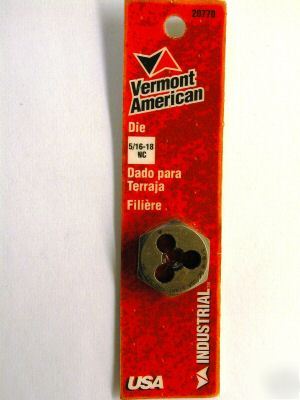 20770
Vermont
American
Die
5/16-18
NC
Dado para
Terraja
Filière
INDUSTRIAL
USA